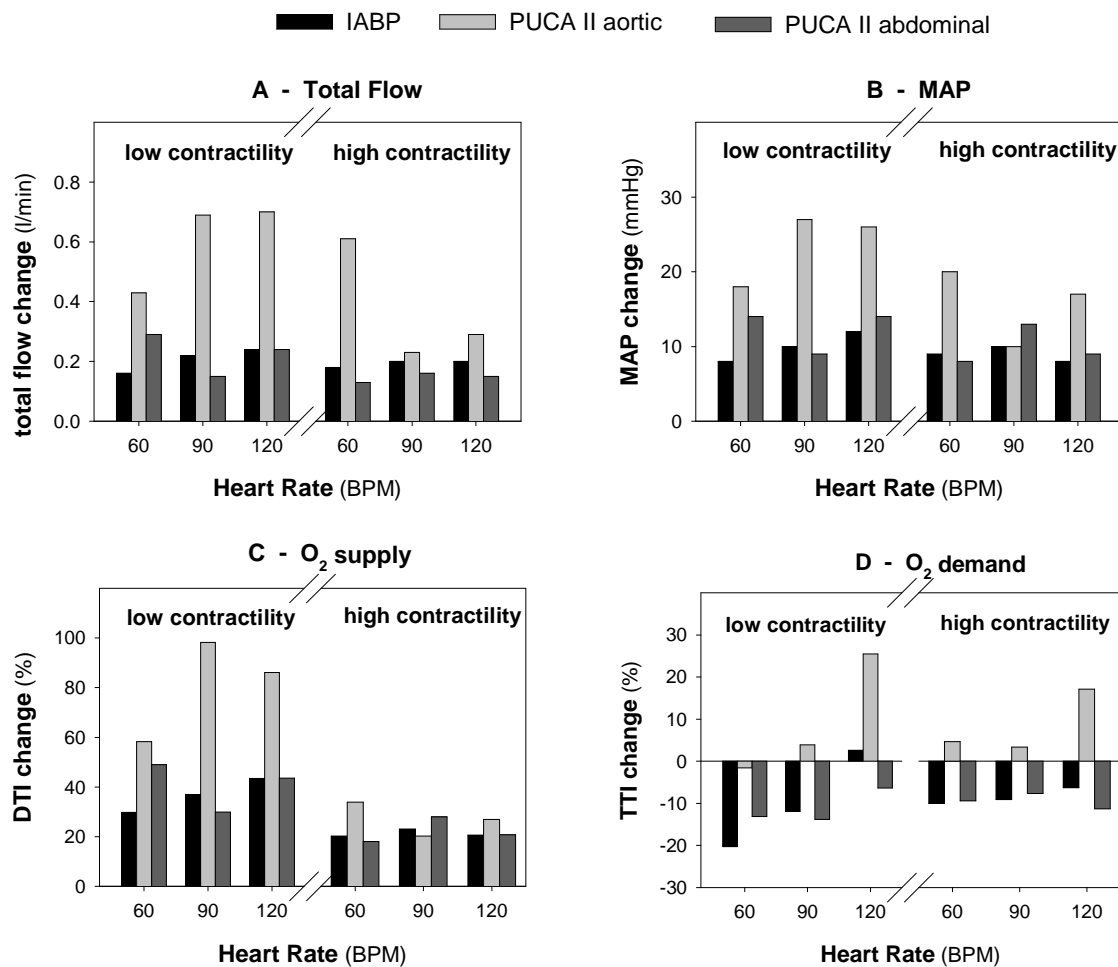 IABP PUCA II aortic PUCA II abdominal
A - Total Flow
low contractility high contractility
total flow change (l/min)
0.8
0.6
0.4
0.2
0.0
60 90 120 60 90 120
Heart Rate (BPM)
B - MAP
low contractility high contractility
MAP change (mmHg)
30
20
10
0
60 90 120 60 90 120
Heart Rate (BPM)
C - O2 supply
low contractility high contractility
DTI change (%)
100
80
60
40
20
0
60 90 120 60 90 120
Heart Rate (BPM)
D - O2 demand
low contractility high contractility
TTI change (%)
30
20
10
0
-10
-20
-30
60 90 120 60 90 120
Heart Rate (BPM)